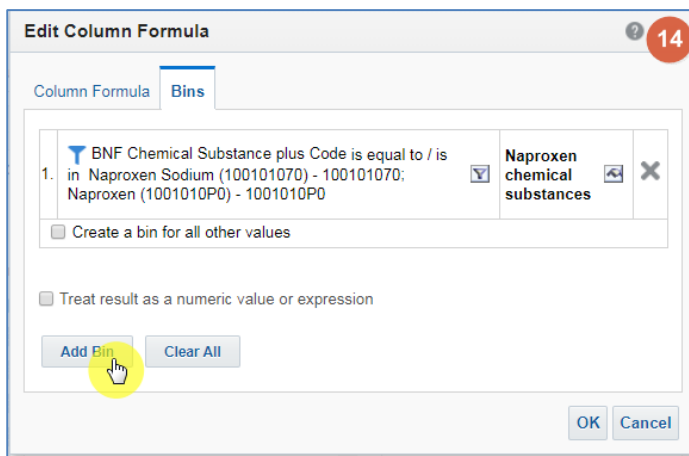 Edit Column Formula
?
14
Column Formula
Bins
1.
BNF Chemical Substance plus Code is equal to / is
in Naproxen Sodium (100101070) - 100101070;
Naproxen (1001010P0) - 1001010P0
Naproxen
chemical
substances
Create a bin for all other values
Treat result as a numeric value or expression
Add Bin
Clear All
OK
Cancel